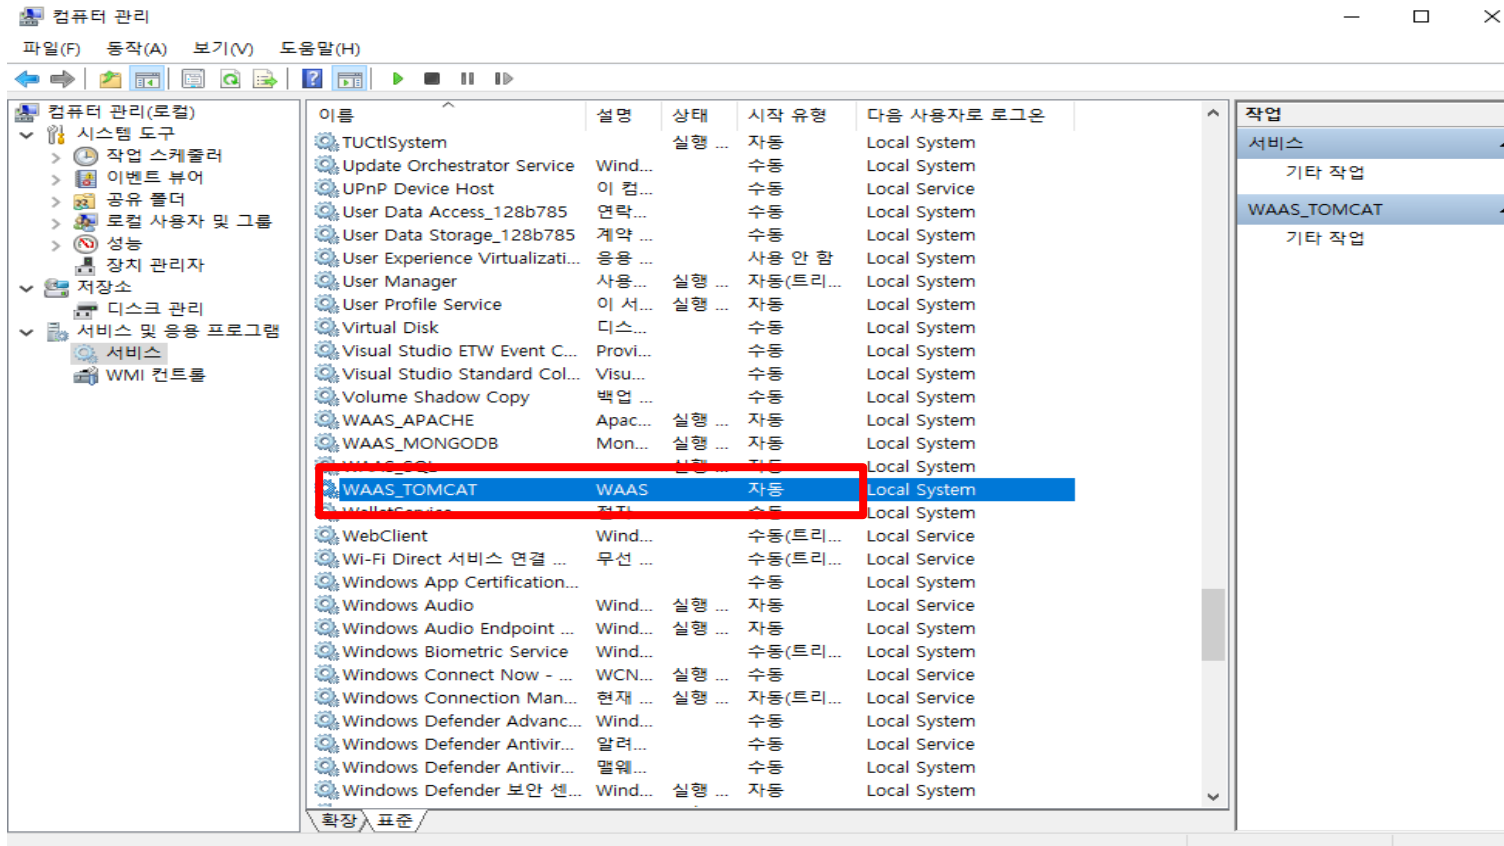 컴퓨터 관리
파일(F) 동작(A) 보기(V) 도움말(H)
컴퓨터 관리(로컬)
시스템 도구
작업 스케줄러
이벤트 뷰어
공유 폴더
로컬 사용자 및 그룹
성능
장치 관리자
저장소
디스크 관리
서비스 및 응용 프로그램
서비스
WMI 컨트롤
이름 설명 상태 시작 유형 다음 사용자로 로그온
TUCtlSystem 실행 ... 자동 Local System
Update Orchestrator Service Wind... 수동 Local System
UPnP Device Host 이 컴... 수동 Local Service
User Data Access_128b785 연락... 수동 Local System
User Data Storage_128b785 계약 ... 수동 Local System
User Experience Virtualizati... 응용 ... 사용 안 함 Local System
User Manager 사용... 실행 ... 자동(트리... Local System
User Profile Service 이 서... 실행 ... 자동 Local System
Virtual Disk 디스... 수동 Local System
Visual Studio ETW Event C... Provi... 수동 Local System
Visual Studio Standard Col... Visu... 수동 Local System
Volume Shadow Copy 백업 ... 수동 Local System
WAAS_APACHE Apac... 실행 ... 자동 Local System
WAAS_MONGODB Mon... 실행 ... 자동 Local System
WAAS_SQL 실행 ... 자동 Local System
WAAS_TOMCAT WAAS 자동 Local System
WalletService 전자... 수동 Local System
WebClient Wind... 수동(트리... Local Service
Wi-Fi Direct 서비스 연결 ... 무선 ... 수동(트리... Local Service
Windows App Certification... 수동 Local System
Windows Audio Wind... 실행 ... 자동 Local Service
Windows Audio Endpoint ... Wind... 실행 ... 자동 Local System
Windows Biometric Service Wind... 수동(트리... Local System
Windows Connect Now - ... WCN... 실행 ... 수동 Local Service
Windows Connection Man... 현재 ... 실행 ... 자동(트리... Local Service
Windows Defender Advanc... Wind... 수동 Local System
Windows Defender Antivir... 알려... 수동 Local Service
Windows Defender Antivir... 맬웨... 수동 Local System
Windows Defender 보안 센... Wind... 실행 ... 자동 Local System
확장 표준
작업
서비스
기타 작업
WAAS_TOMCAT
기타 작업